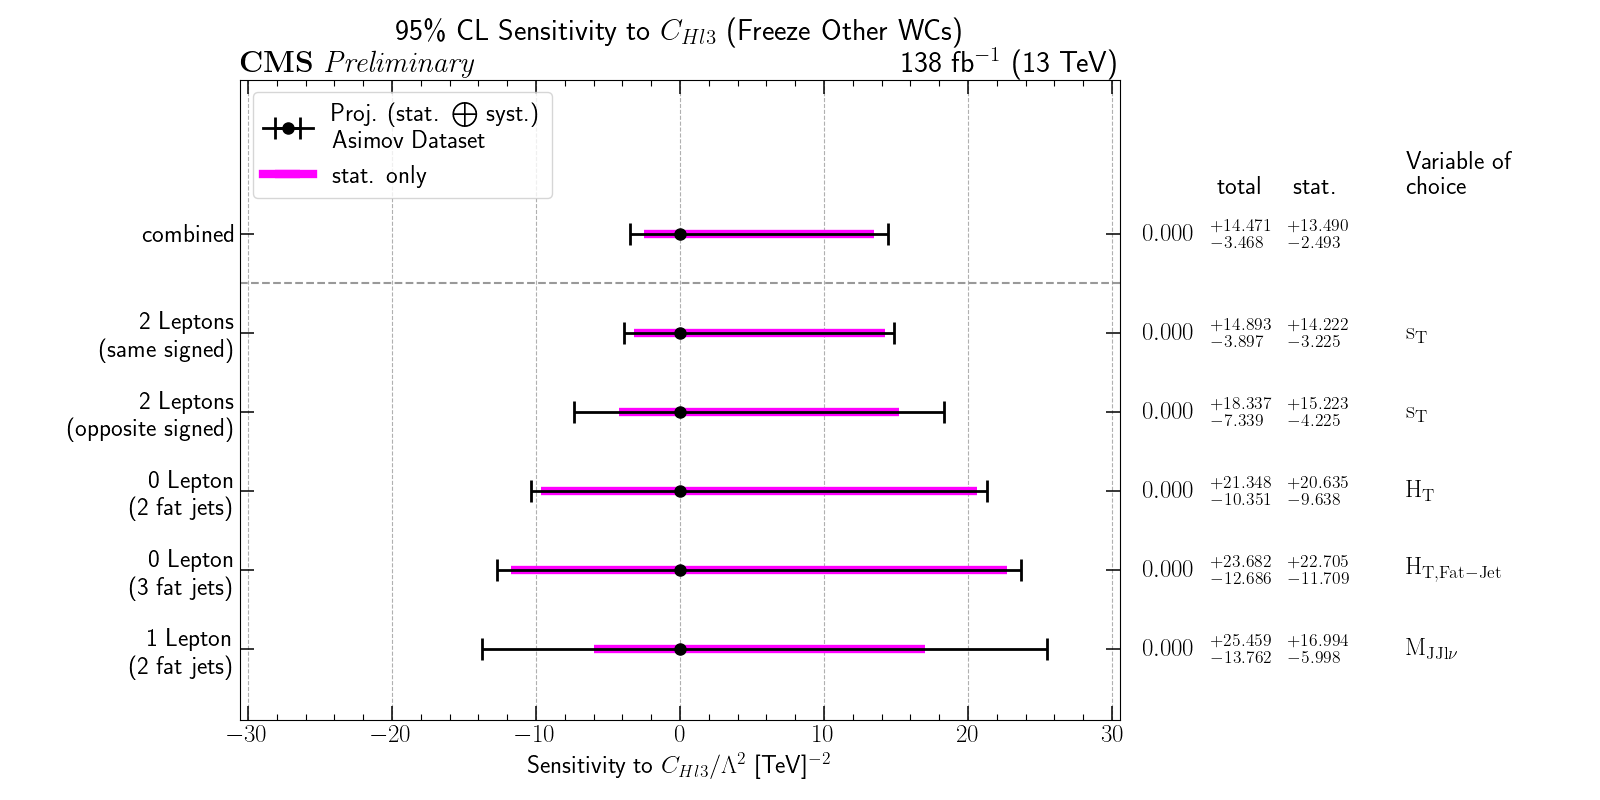 95% CL Sensitivity to C_{Hl3} (Freeze Other WCs)
CMS Preliminary
138 fb^{−1} (13 TeV)
Proj. (stat. ⨁ syst.)
Asimov Dataset
stat. only
Variable of
choice
total stat.
combined 0.000 +14.471 −3.468 +13.490 −2.493
2 Leptons
(same signed)
0.000 +14.893 −3.897 +14.222 −3.225 s_T
2 Leptons
(opposite signed)
0.000 +18.337 −7.339 +15.223 −4.225 s_T
0 Lepton
(2 fat jets)
0.000 +21.348 −10.351 +20.635 −9.638 H_T
0 Lepton
(3 fat jets)
0.000 +23.682 −12.686 +22.705 −11.709 H_{T,Fat−Jet}
1 Lepton
(2 fat jets)
0.000 +25.459 −13.762 +16.994 −5.998 M_{JJlν}
−30 −20 −10 0 10 20 30
Sensitivity to C_{Hl3}/Λ^2 [TeV]^{−2}